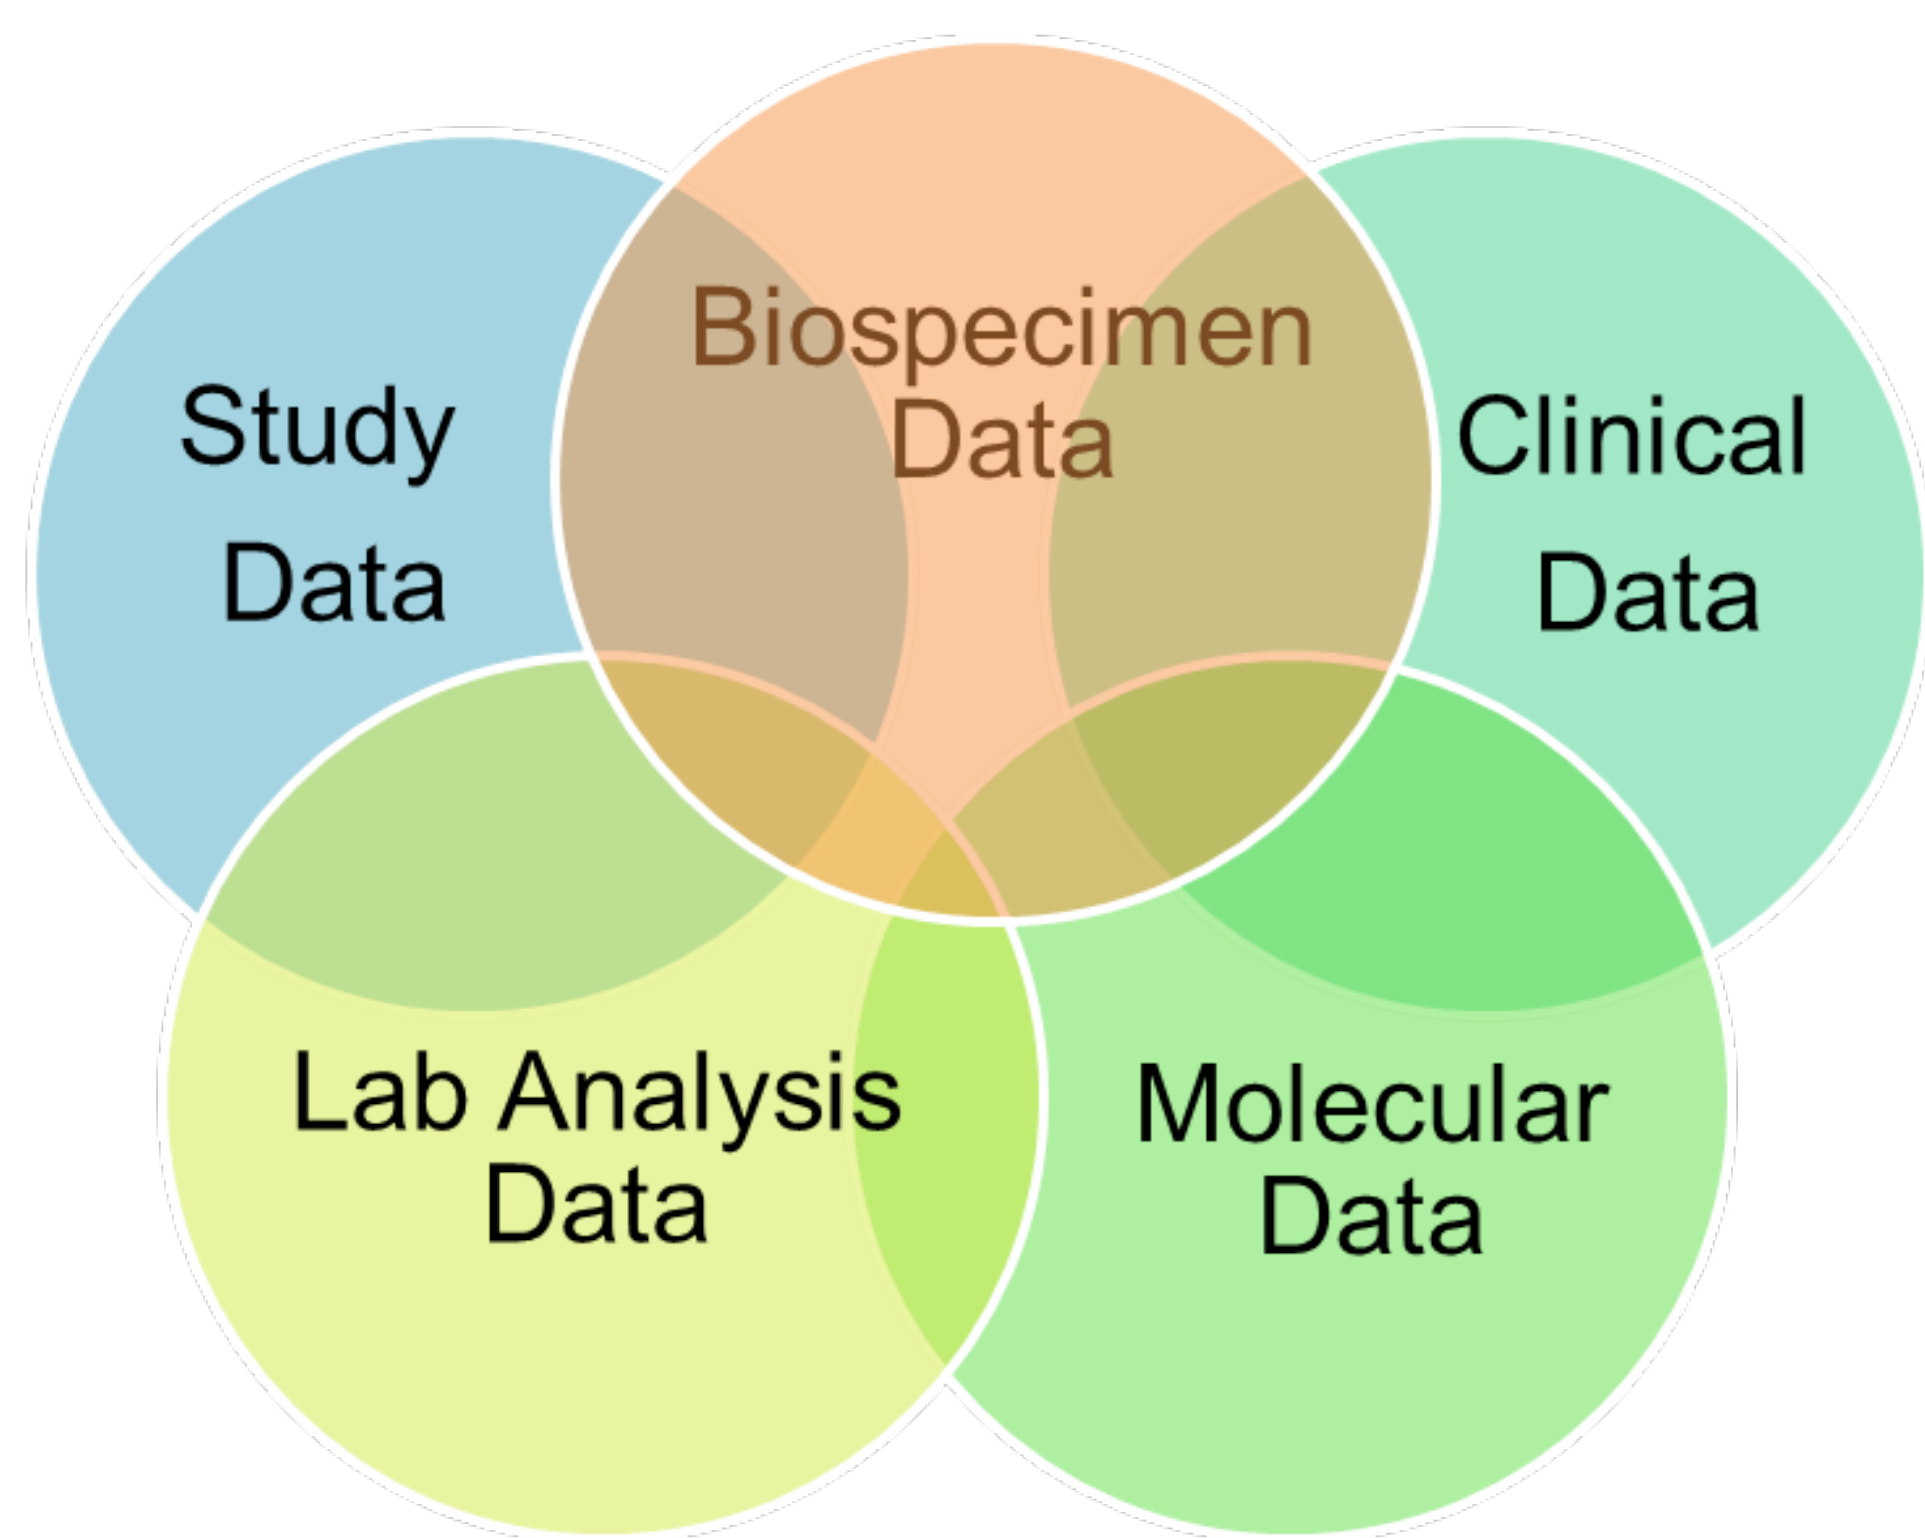 Biospecimen
Data
Study
Data
Clinical
Data
Lab Analysis
Data
Molecular
Data